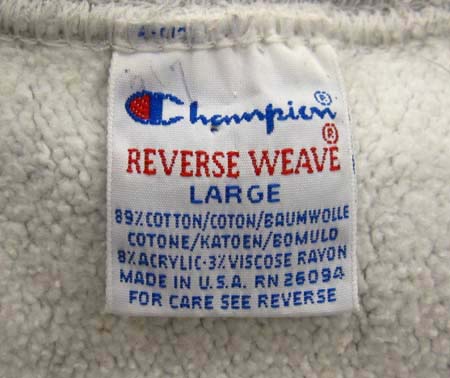 Champion®
®
REVERSE WEAVE
LARGE
89% COTTON/COTON/BAUMWOLLE
COTONE/KATOEN/BOMULD
8% ACRYLIC-3% VISCOSE RAYON
MADE IN U.S.A. RN 26094
FOR CARE SEE REVERSE